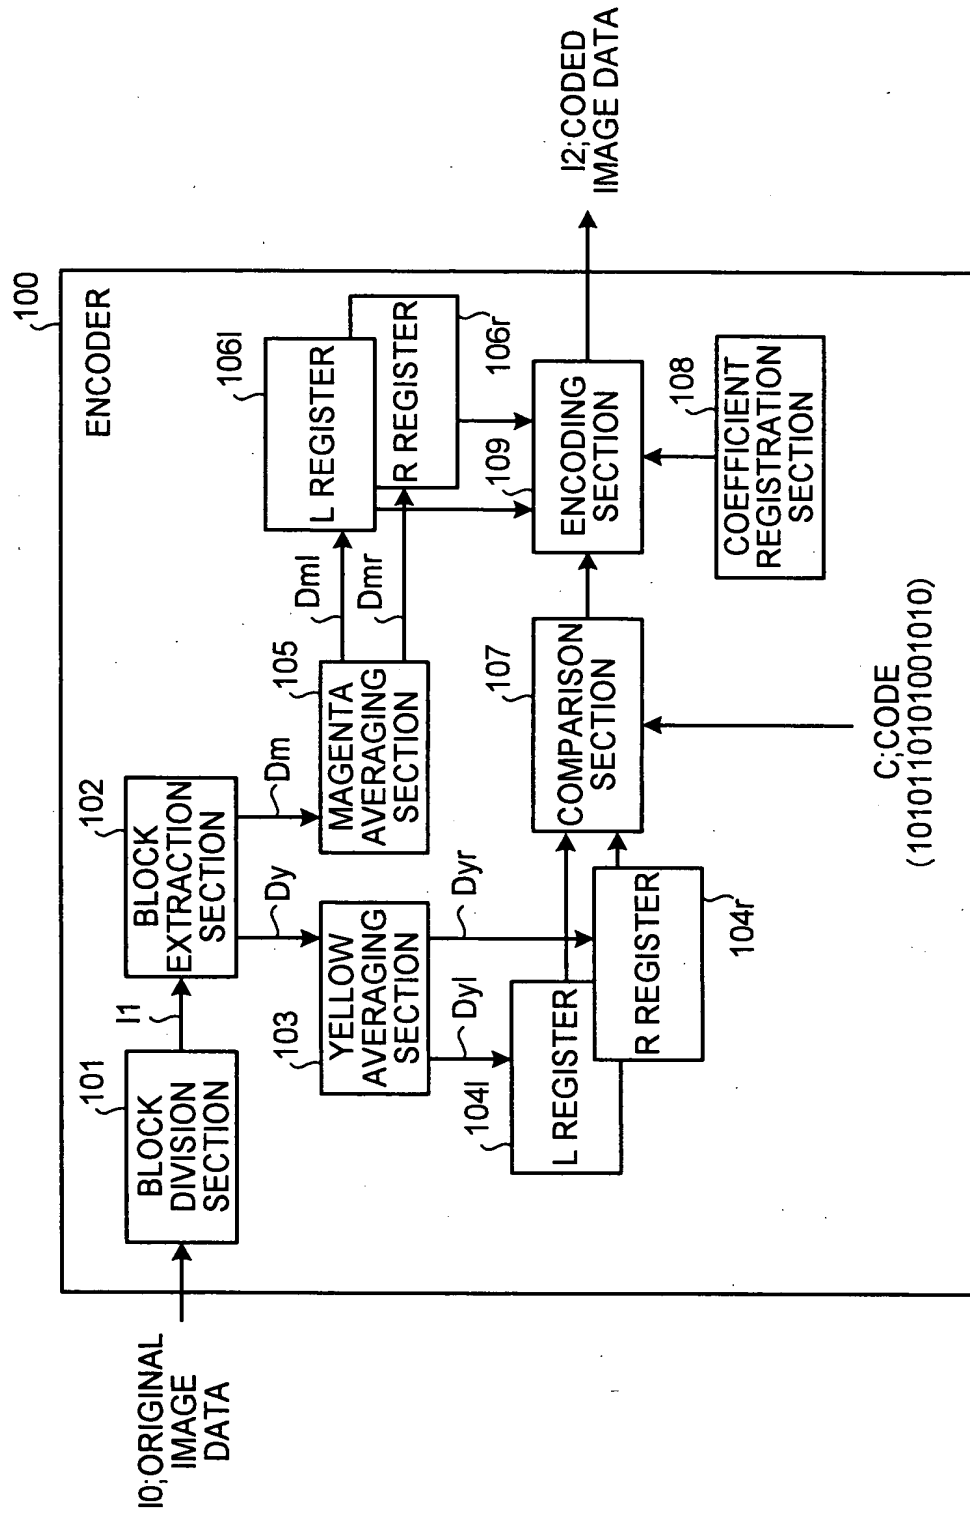 100
ENCODER
I0;ORIGINAL
IMAGE
DATA
101
BLOCK
DIVISION
SECTION
I1
102
BLOCK
EXTRACTION
SECTION
Dy
Dm
103
YELLOW
AVERAGING
SECTION
Dyl
Dyr
104l
L REGISTER
R REGISTER
104r
105
MAGENTA
AVERAGING
SECTION
Dml
Dmr
106l
L REGISTER
R REGISTER
106r
107
COMPARISON
SECTION
C;CODE
(1010110101001010)
109
ENCODING
SECTION
108
COEFFICIENT
REGISTRATION
SECTION
I2;CODED
IMAGE DATA